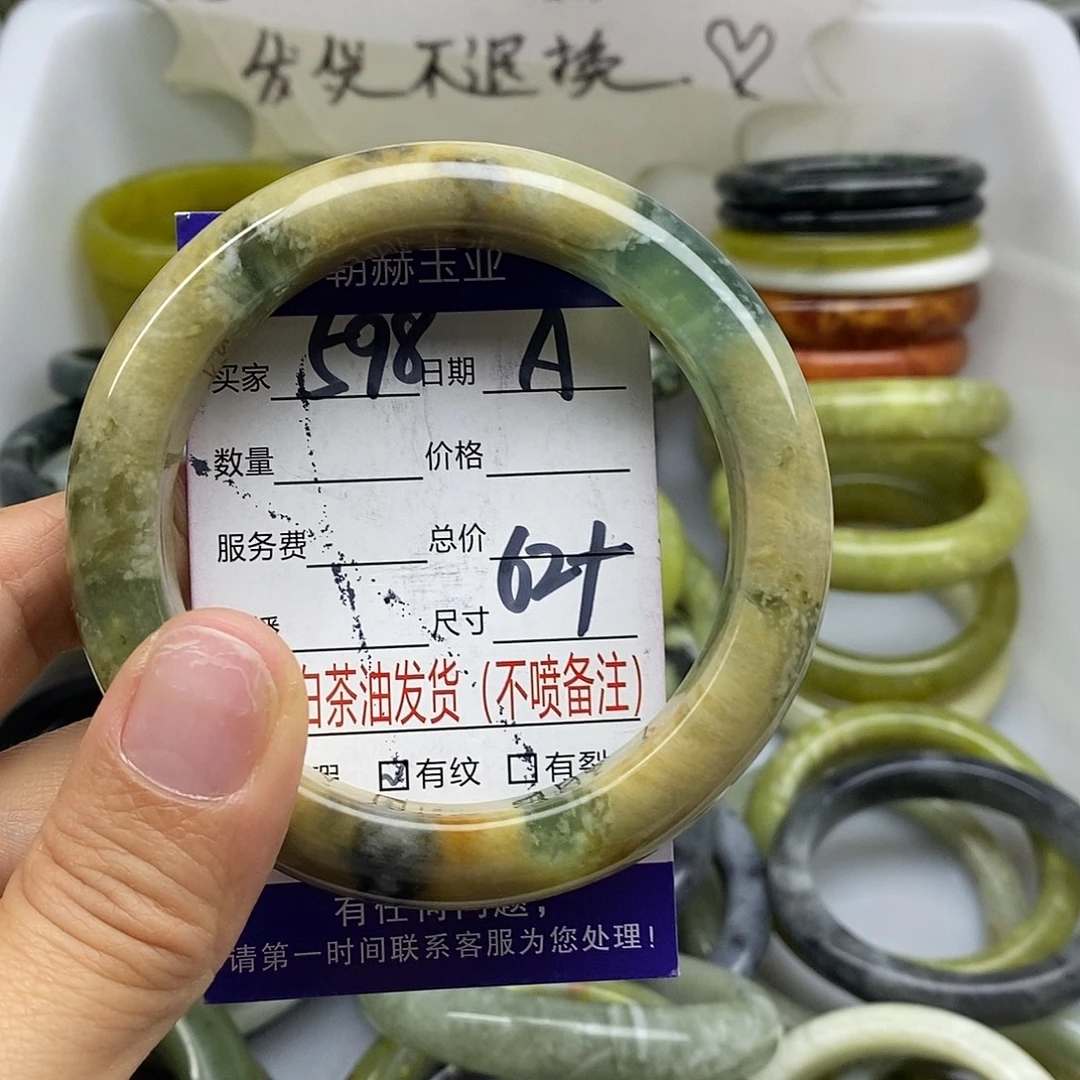 发货不退换
朝赫玉业
买家 598 日期 A
数量 价格
服务费 总价
尺寸 62+
白茶油发货（不喷备注）
☑有纹 □有裂
有任何问题，
请第一时间联系客服为您处理！